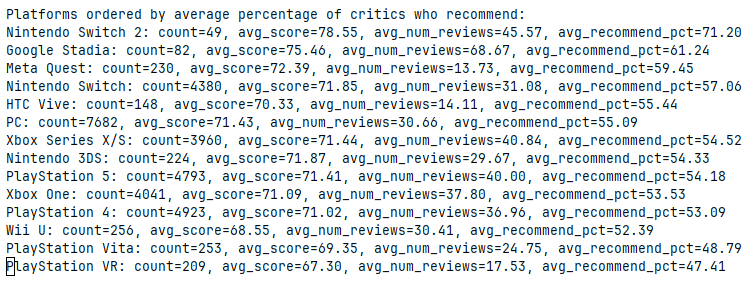 Platforms ordered by average percentage of critics who recommend:
Nintendo Switch 2: count=49, avg_score=78.55, avg_num_reviews=45.57, avg_recommend_pct=71.20
Google Stadia: count=82, avg_score=75.46, avg_num_reviews=68.67, avg_recommend_pct=61.24
Meta Quest: count=230, avg_score=72.39, avg_num_reviews=13.73, avg_recommend_pct=59.45
Nintendo Switch: count=4380, avg_score=71.85, avg_num_reviews=31.08, avg_recommend_pct=57.06
HTC Vive: count=148, avg_score=70.33, avg_num_reviews=14.11, avg_recommend_pct=55.44
PC: count=7682, avg_score=71.43, avg_num_reviews=30.66, avg_recommend_pct=55.09
Xbox Series X/S: count=3960, avg_score=71.44, avg_num_reviews=40.84, avg_recommend_pct=54.52
Nintendo 3DS: count=224, avg_score=71.87, avg_num_reviews=29.67, avg_recommend_pct=54.33
PlayStation 5: count=4793, avg_score=71.41, avg_num_reviews=40.00, avg_recommend_pct=54.18
Xbox One: count=4041, avg_score=71.09, avg_num_reviews=37.80, avg_recommend_pct=53.53
PlayStation 4: count=4923, avg_score=71.02, avg_num_reviews=36.96, avg_recommend_pct=53.09
Wii U: count=256, avg_score=68.55, avg_num_reviews=30.41, avg_recommend_pct=52.39
PlayStation Vita: count=253, avg_score=69.35, avg_num_reviews=24.75, avg_recommend_pct=48.79
PlayStation VR: count=209, avg_score=67.30, avg_num_reviews=17.53, avg_recommend_pct=47.41